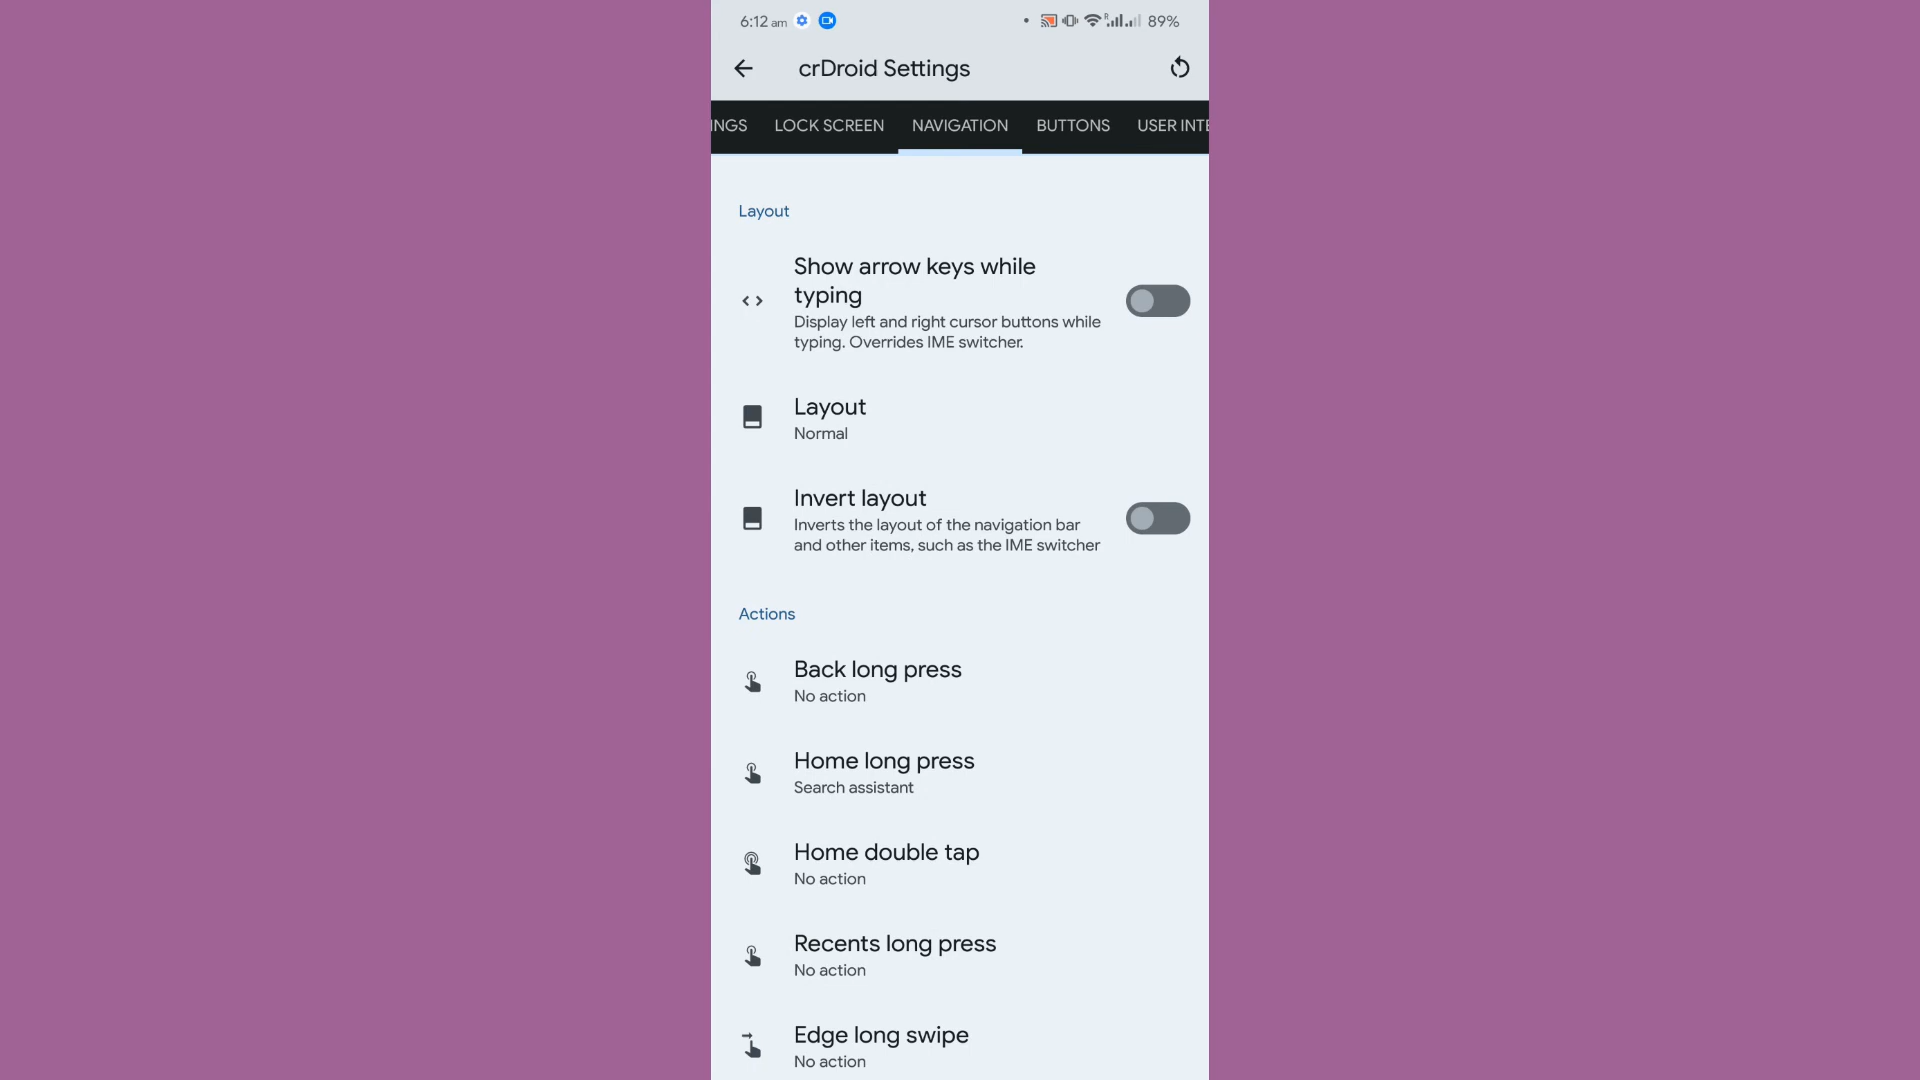 6:12 am
R
89%
crDroid Settings
INGS LOCK SCREEN NAVIGATION BUTTONS USER INTE
Layout
Show arrow keys while
typing
Display left and right cursor buttons while
typing. Overrides IME switcher.
Layout
Normal
Invert layout
Inverts the layout of the navigation bar
and other items, such as the IME switcher
Actions
Back long press
No action
Home long press
Search assistant
Home double tap
No action
Recents long press
No action
Edge long swipe
No action